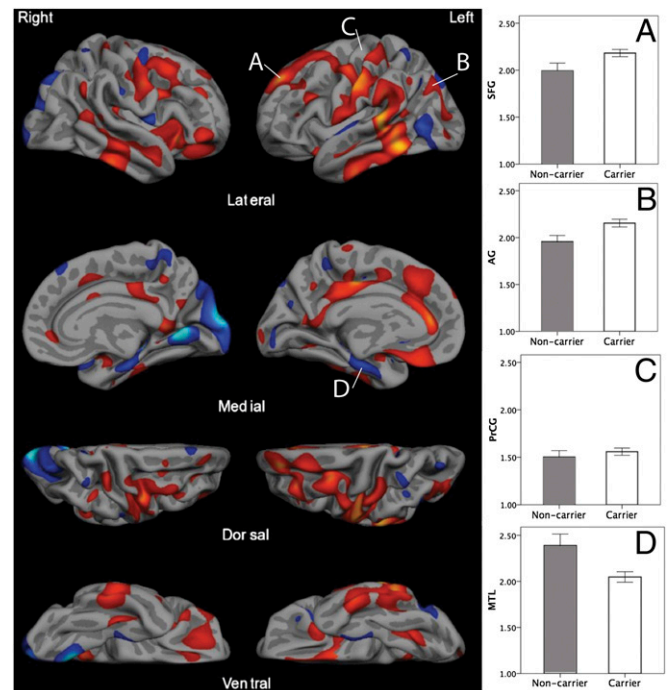 Right
Left
C
A
B
Lateral
Medial
D
Dorsal
Ventral
A
2.50
2.00
1.50
1.00
SFG
Non-carrier
Carrier
B
2.50
2.00
1.50
1.00
AG
Non-carrier
Carrier
C
2.50
2.00
1.50
1.00
PrCG
Non-carrier
Carrier
D
2.50
2.00
1.50
1.00
MTL
Non-carrier
Carrier